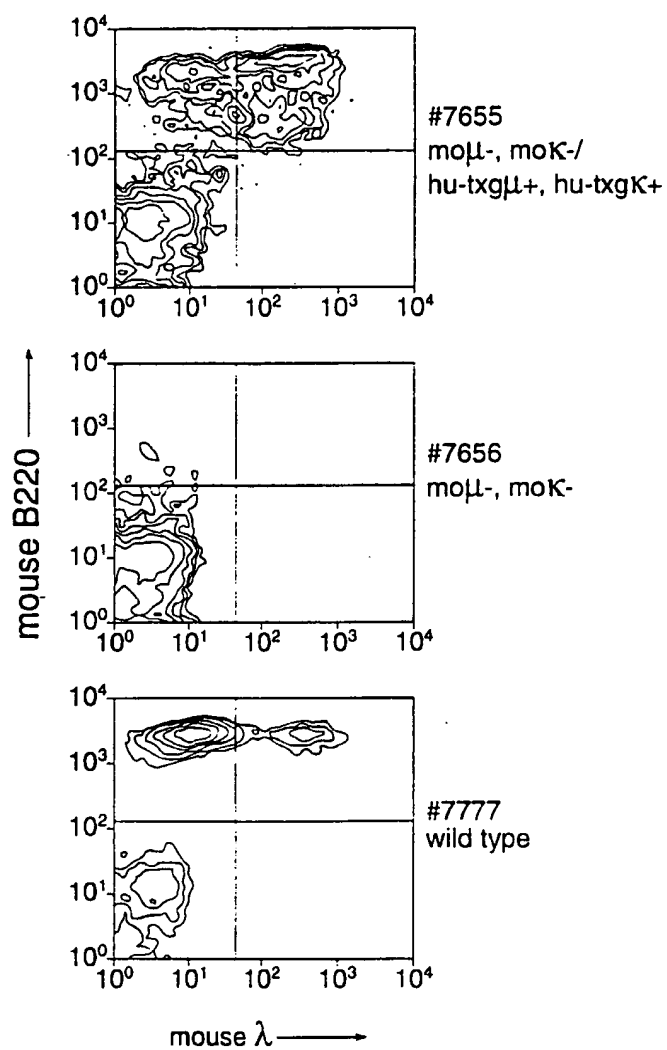 10⁴
10³
10²
10¹
10⁰
10⁰ 10¹ 10² 10³ 10⁴
#7655
moμ-, moκ-/
hu-txgμ+, hu-txgκ+
10⁴
10³
10²
10¹
10⁰
10⁰ 10¹ 10² 10³ 10⁴
#7656
moμ-, moκ-
10⁴
10³
10²
10¹
10⁰
10⁰ 10¹ 10² 10³ 10⁴
#7777
wild type
mouse B220
mouse λ